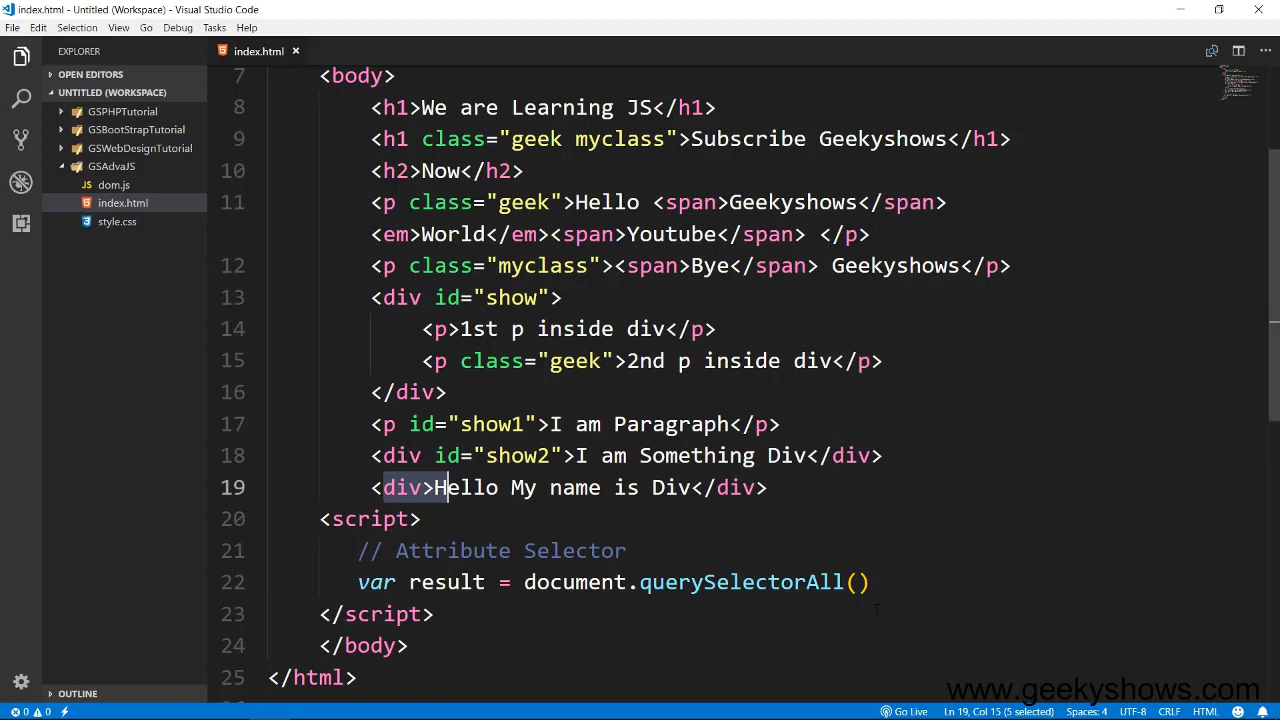 index.html - Untitled (Workspace) - Visual Studio Code
File Edit Selection View Go Debug Tasks Help
EXPLORER
index.html
OPEN EDITORS
UNTITLED (WORKSPACE)
GSPHPTutorial
GSBootStrapTutorial
GSWebDesignTutorial
GSAdvaJS
JS dom.js
index.html
style.css
OUTLINE
7 <body>
8 <h1>We are Learning JS</h1>
9 <h1 class="geek myclass">Subscribe Geekyshows</h1>
10 <h2>Now</h2>
11 <p class="geek">Hello <span>Geekyshows</span>
<em>World</em><span>Youtube</span> </p>
12 <p class="myclass"><span>Bye</span> Geekyshows</p>
13 <div id="show">
14 <p>1st p inside div</p>
15 <p class="geek">2nd p inside div</p>
16 </div>
17 <p id="show1">I am Paragraph</p>
18 <div id="show2">I am Something Div</div>
19 <div>Hello My name is Div</div>
20 <script>
21 // Attribute Selector
22 var result = document.querySelectorAll()
23 </script>
24 </body>
25 </html>
www.geekyshows.com
0 0 Go Live Ln 19, Col 15 (5 selected) Spaces: 4 UTF-8 CRLF HTML